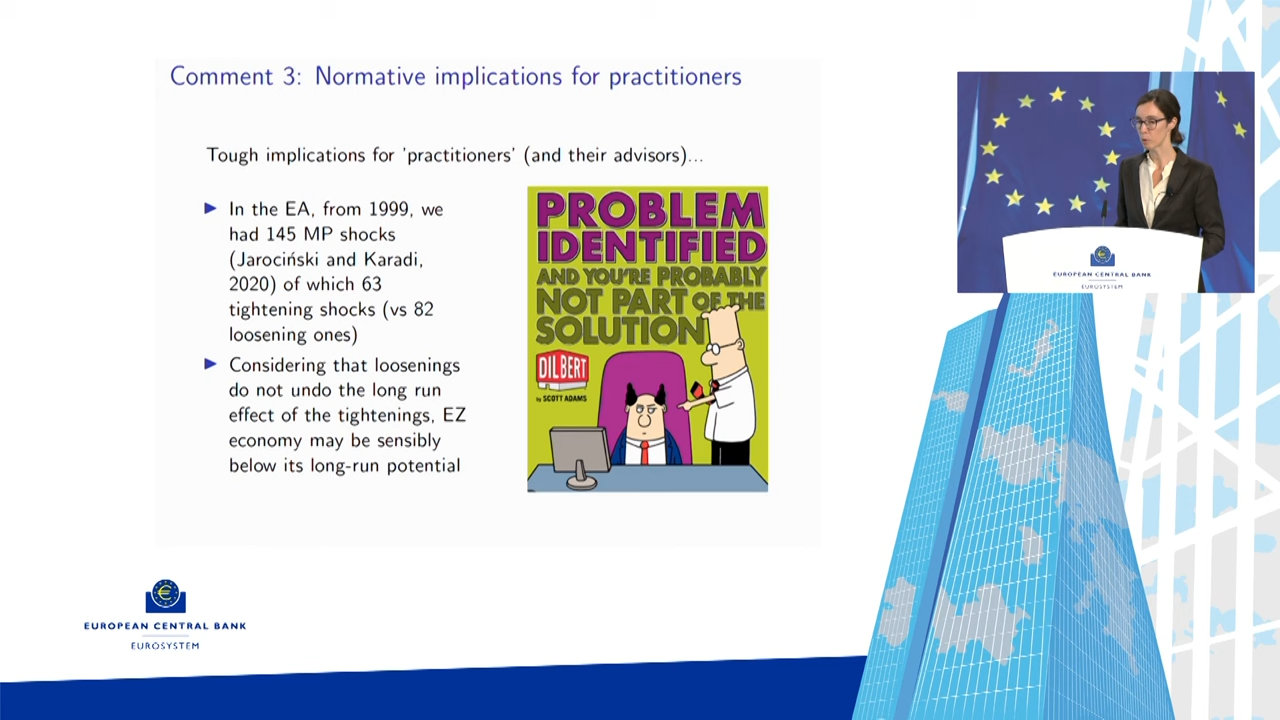 Comment 3: Normative implications for practitioners
Tough implications for 'practitioners' (and their advisors)...
▶ In the EA, from 1999, we
had 145 MP shocks
(Jarociński and Karadi,
2020) of which 63
tightening shocks (vs 82
loosening ones)
▶ Considering that loosenings
do not undo the long run
effect of the tightenings, EZ
economy may be sensibly
below its long-run potential
PROBLEM
IDENTIFIED
AND YOU'RE PROBABLY
NOT PART OF THE
SOLUTION
DILBERT
by SCOTT ADAMS
EUROPEAN CENTRAL BANK
EUROSYSTEM
EUROPEAN CENTRAL BANK
EUROSYSTEM